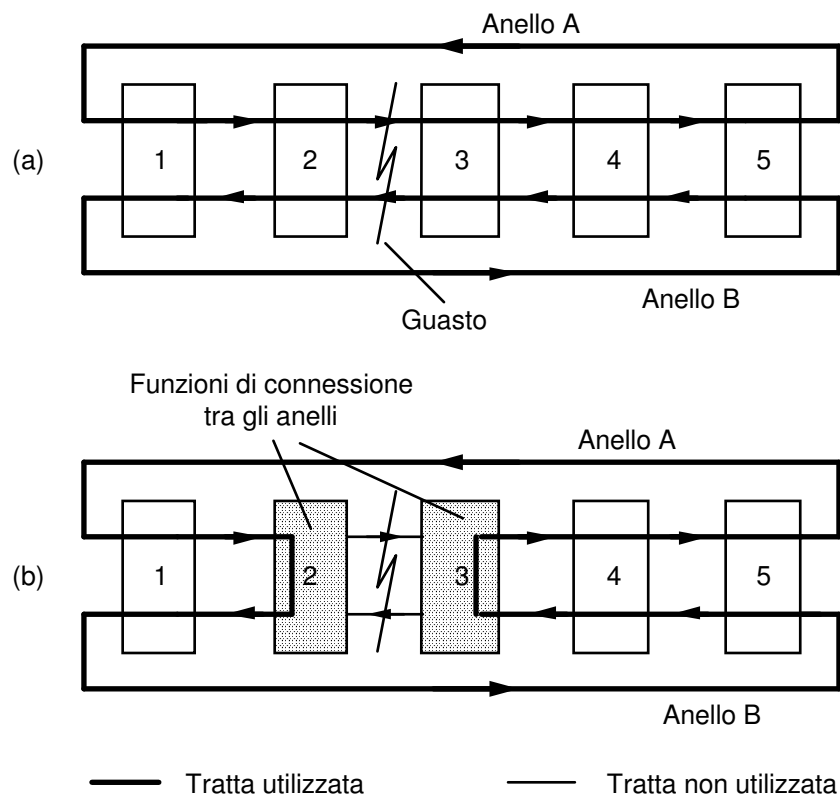 Anello A
(a)
1 2 3 4 5
Anello B
Guasto
Funzioni di connessione
tra gli anelli
Anello A
(b)
1 2 3 4 5
Anello B
Tratta utilizzata
Tratta non utilizzata